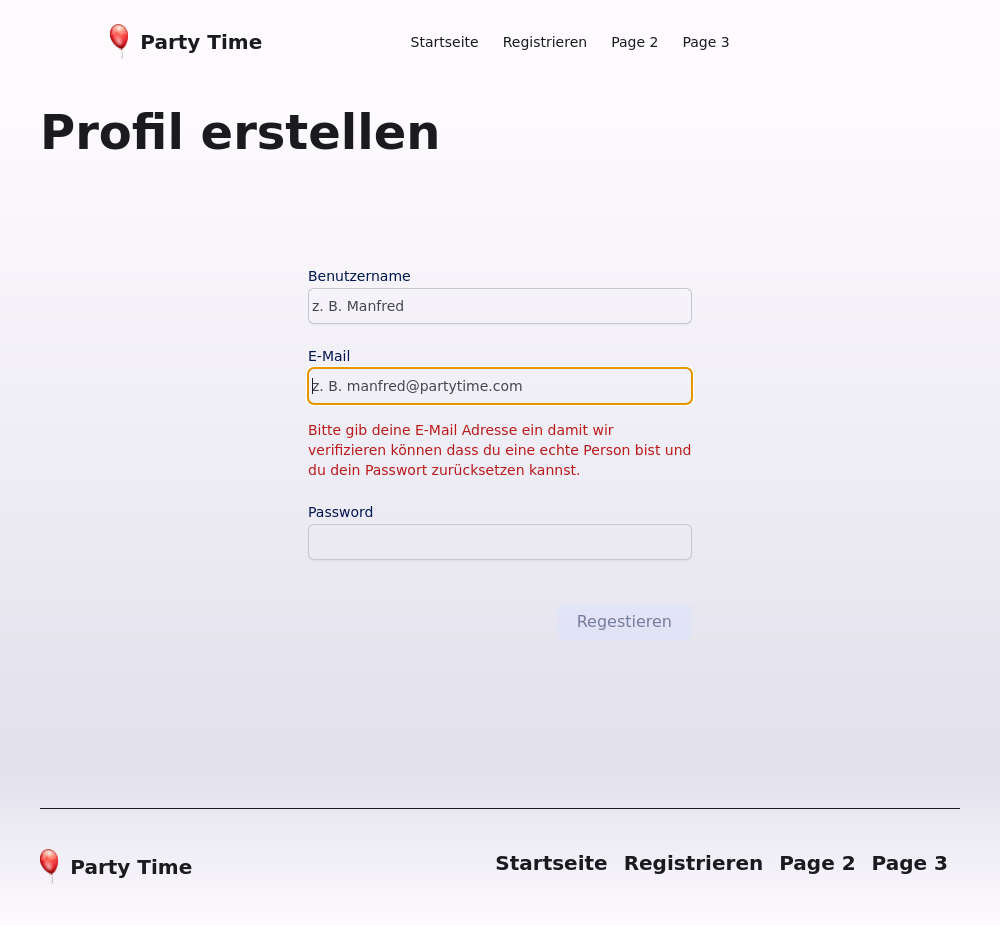 Party Time
Startseite Registrieren Page 2 Page 3
Profil erstellen
Benutzername
z. B. Manfred
E-Mail
z. B. manfred@partytime.com
Bitte gib deine E-Mail Adresse ein damit wir
verifizieren können dass du eine echte Person bist und
du dein Passwort zurücksetzen kannst.
Password
Regestieren
Party Time
Startseite Registrieren Page 2 Page 3